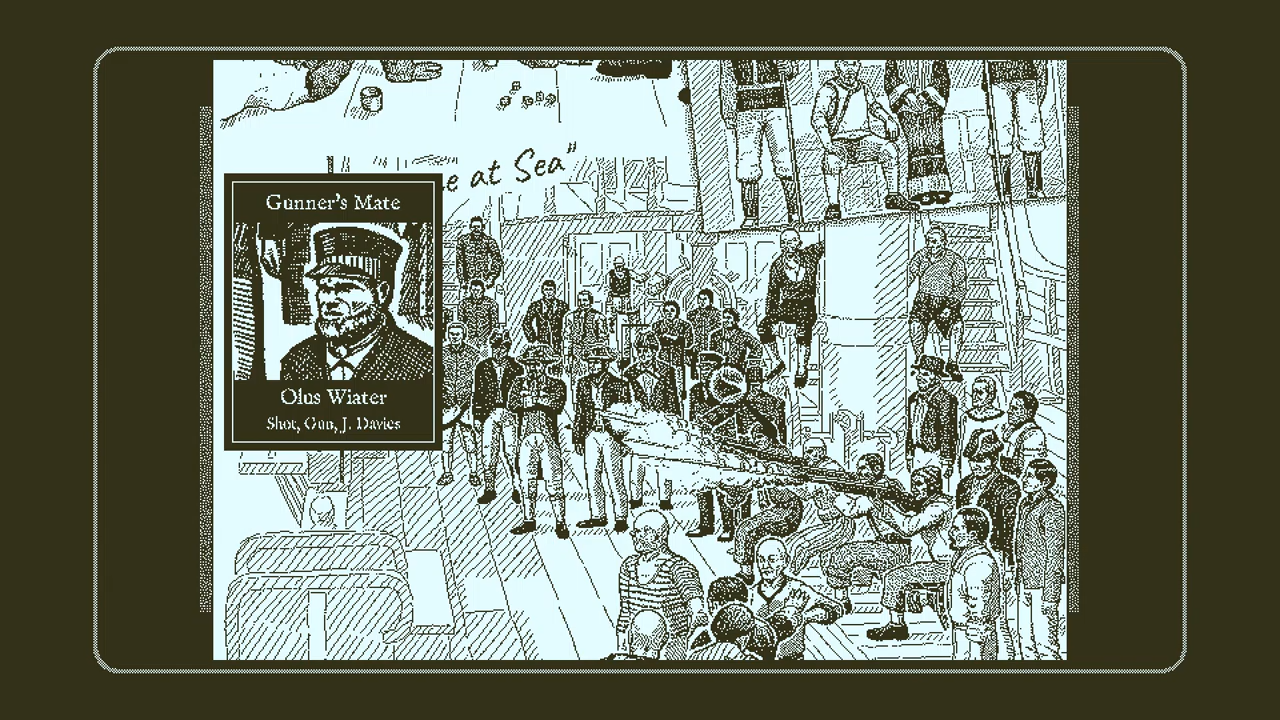 e at Sea"
Gunner's Mate
Olus Wiater
Shot, Gun, J. Davies